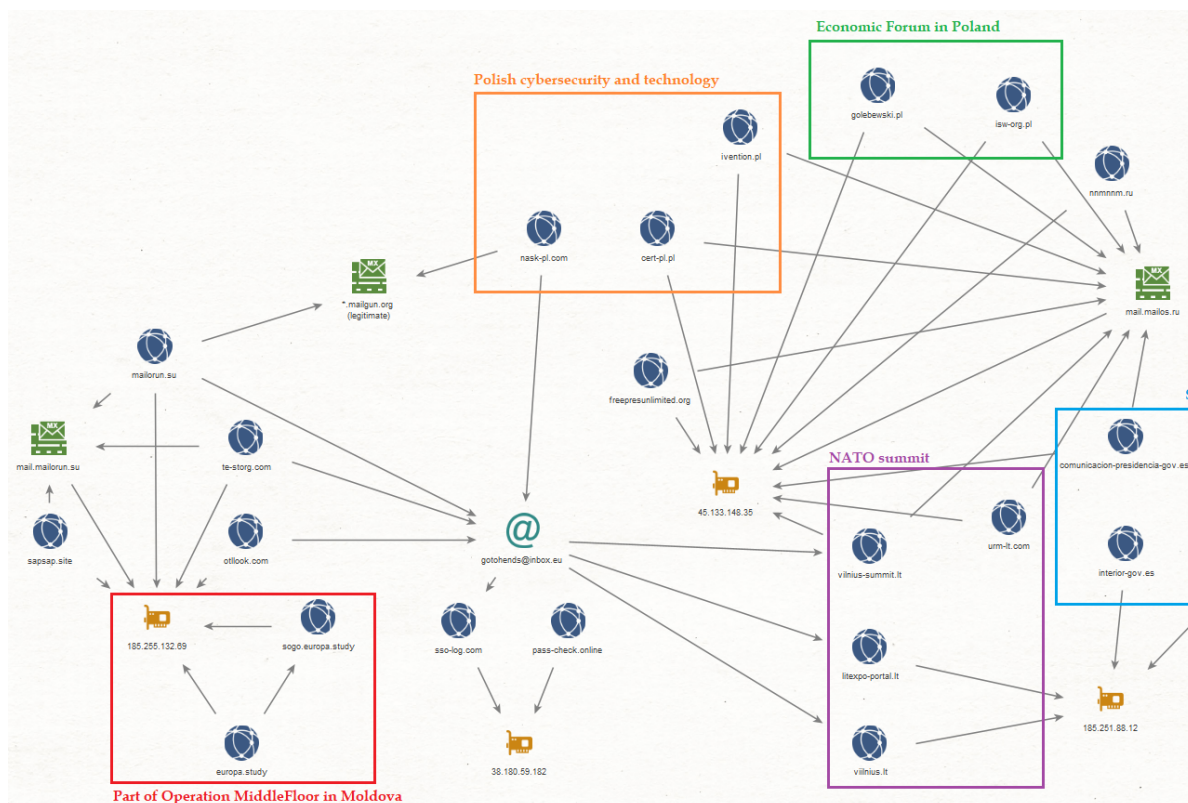 Economic Forum in Poland
Polish cybersecurity and technology
golebewski.pl
isw-org.pl
ivention.pl
nnmnnm.ru
nask-pl.com
cert-pl.pl
*.mailgun.org
(legitimate)
MX
MX
mail.mailos.ru
mailorun.su
freepresunlimited.org
MX
mail.mailorun.su
te-storg.com
S
comunicacion-presidencia-gov.es
NATO summit
45.133.148.35
@
sapsap.site
otllook.com
gotohends@inbox.eu
vilnius-summit.lt
urm-lt.com
interior-gov.es
185.255.132.69
sogo.europa.study
sso-log.com
pass-check.online
litexpo-portal.lt
185.251.88.12
europa.study
38.180.59.182
viilnius.lt
Part of Operation MiddleFloor in Moldova